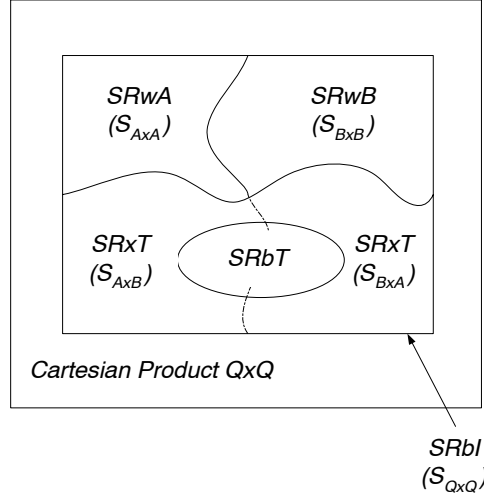 SRwA
(S_AxA)
SRwB
(S_BxB)
SRxT
(S_AxB)
SRbT
SRxT
(S_BxA)
Cartesian Product QxQ
SRbI
(S_QxQ)